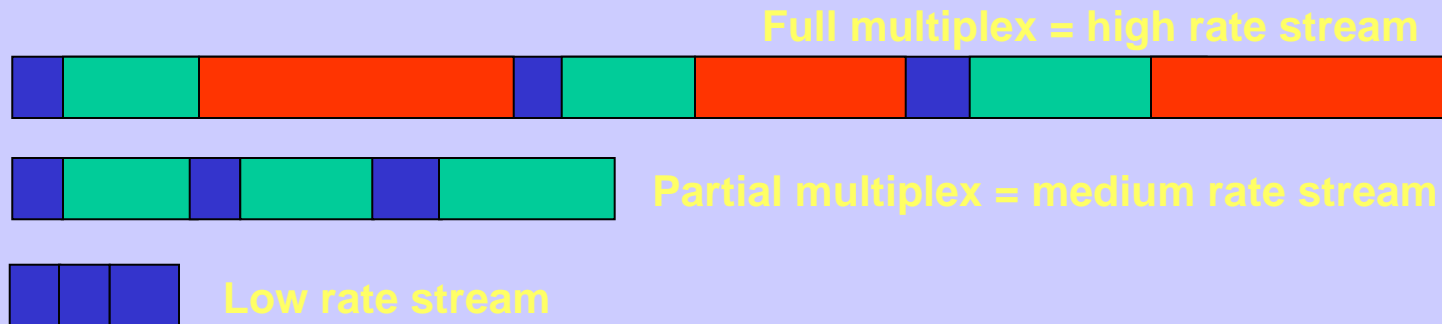 Full multiplex = high rate stream
Partial multiplex = medium rate stream
Low rate stream